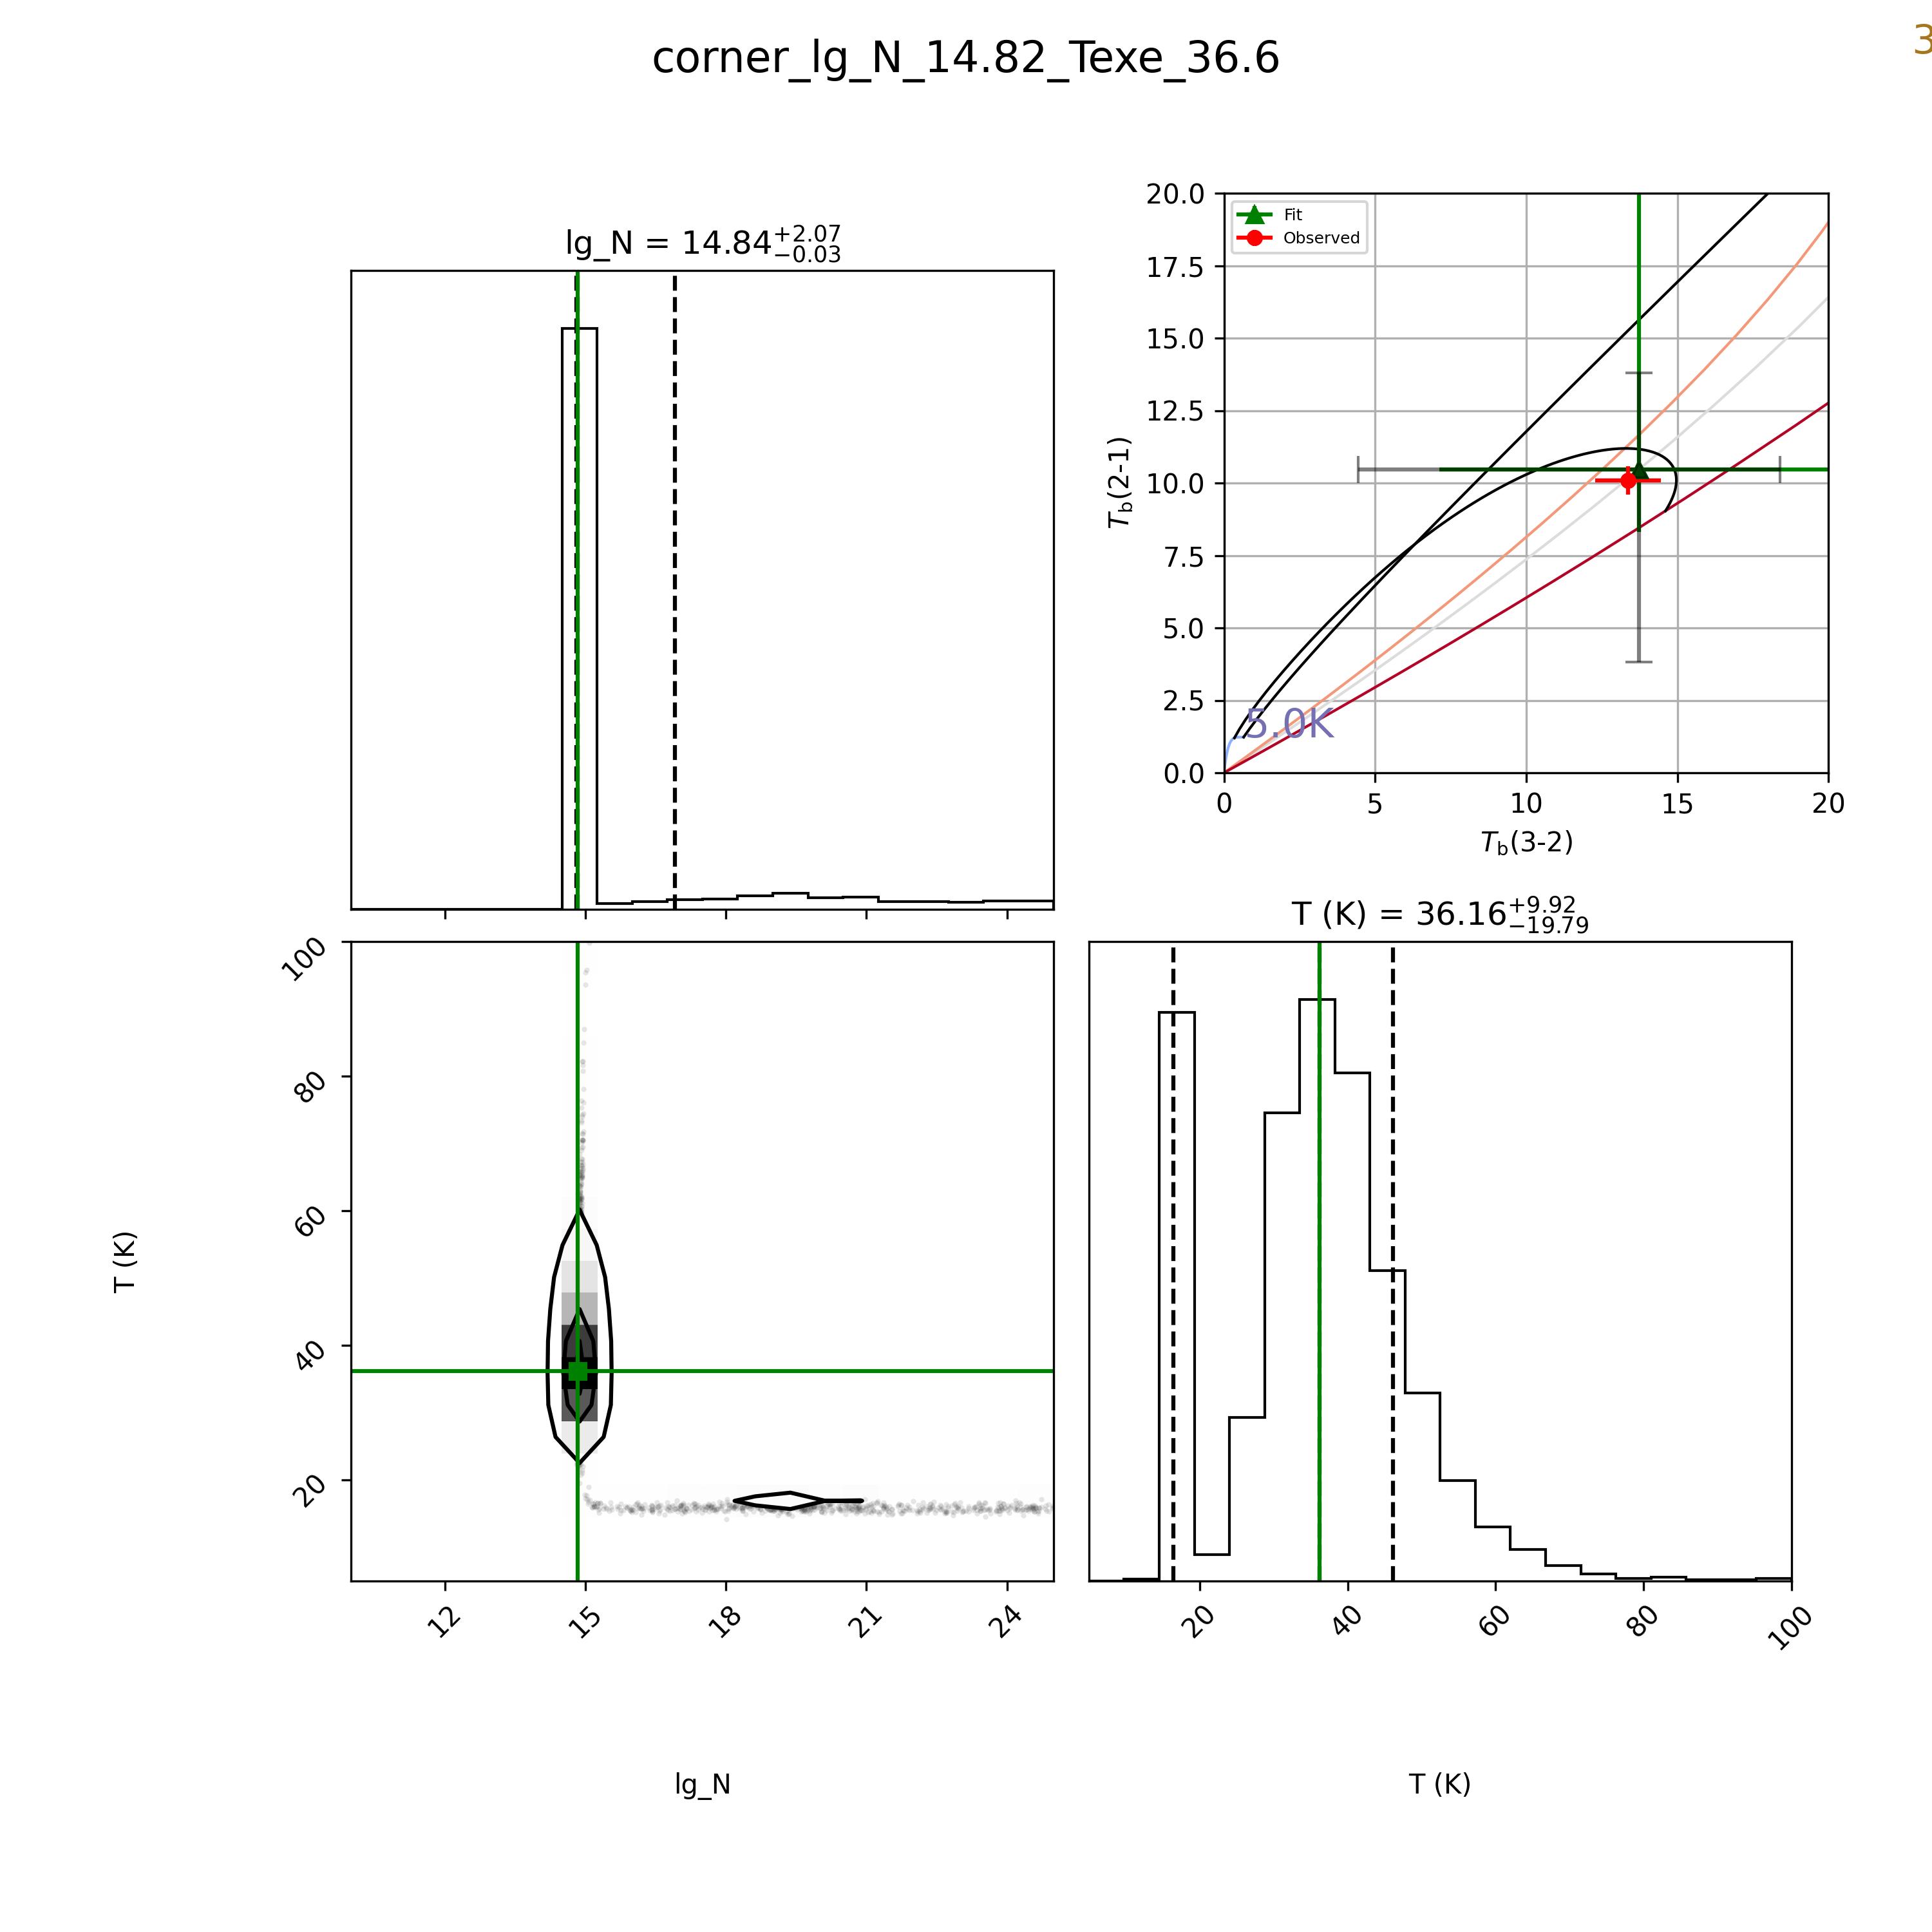 corner_lg_N_14.82_Texe_36.6
3
lg_N = 14.84 +2.07 −0.03
20.0
17.5
15.0
12.5
10.0
7.5
5.0
2.5
0.0
Tb(2-1)
Fit
Observed
5.0K
0 5 10 15 20
Tb(3-2)
T (K) = 36.16 +9.92 −19.79
100
80
60
40
20
T (K)
12 15 18 21 24
lg_N
20 40 60 80 100
T (K)